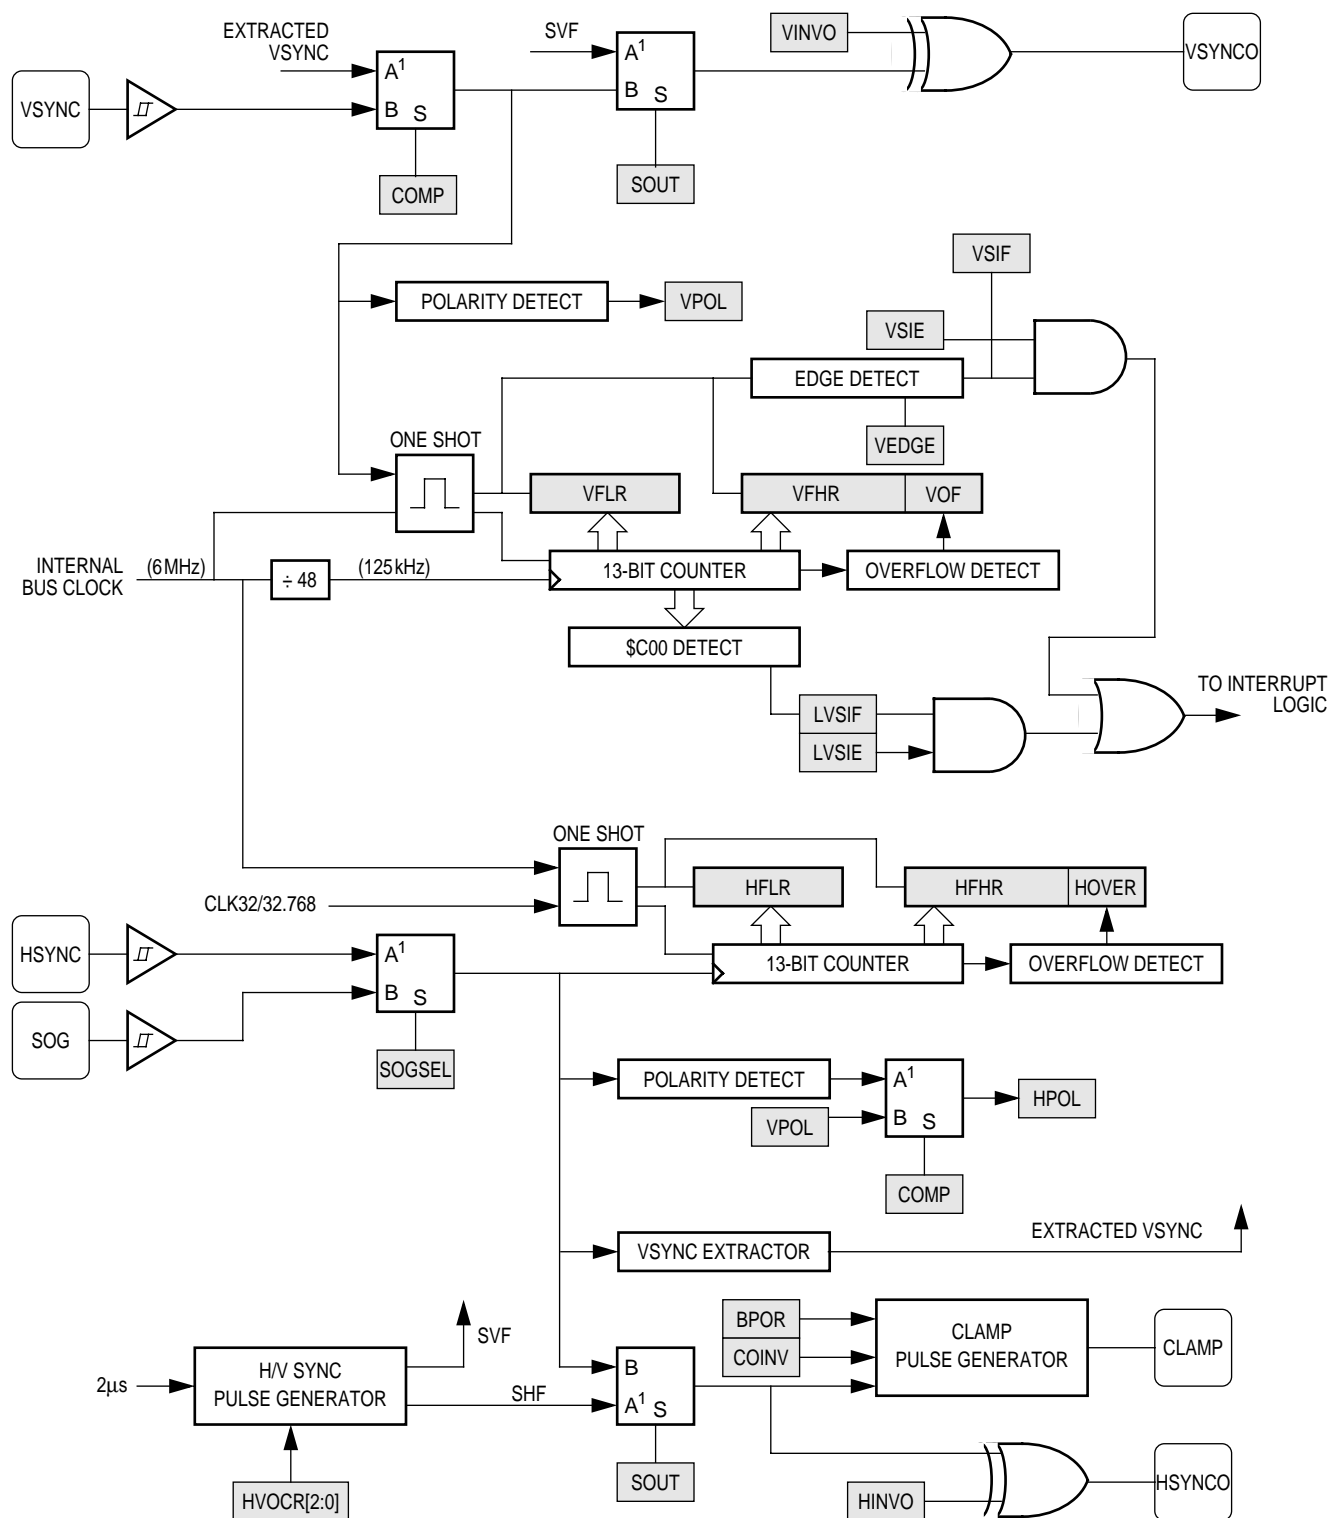 EXTRACTED
VSYNC
SVF
VINVO
VSYNCO
A1
B S
VSYNC
A1
B S
COMP
SOUT
VSIF
POLARITY DETECT
VPOL
VSIE
EDGE DETECT
VEDGE
ONE SHOT
VFLR
VFHR
VOF
INTERNAL
BUS CLOCK
(6MHz)
÷ 48
(125kHz)
13-BIT COUNTER
OVERFLOW DETECT
$C00 DETECT
LVSIF
LVSIE
TO INTERRUPT
LOGIC
ONE SHOT
HFLR
HFHR
HOVER
CLK32/32.768
HSYNC
A1
B S
13-BIT COUNTER
OVERFLOW DETECT
SOG
SOGSEL
POLARITY DETECT
A1
B S
HPOL
VPOL
COMP
VSYNC EXTRACTOR
EXTRACTED VSYNC
SVF
BPOR
COINV
CLAMP
PULSE GENERATOR
CLAMP
2μs
H/V SYNC
PULSE GENERATOR
SHF
B
A1 S
SOUT
HVOCR[2:0]
HINVO
HSYNCO